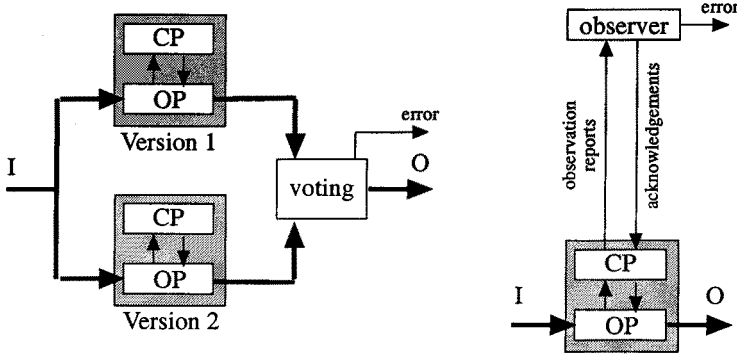 CP
OP
Version 1
I
error
O
voting
CP
OP
Version 2
observer
error
observation
reports
acknowledgements
CP
I
OP
O